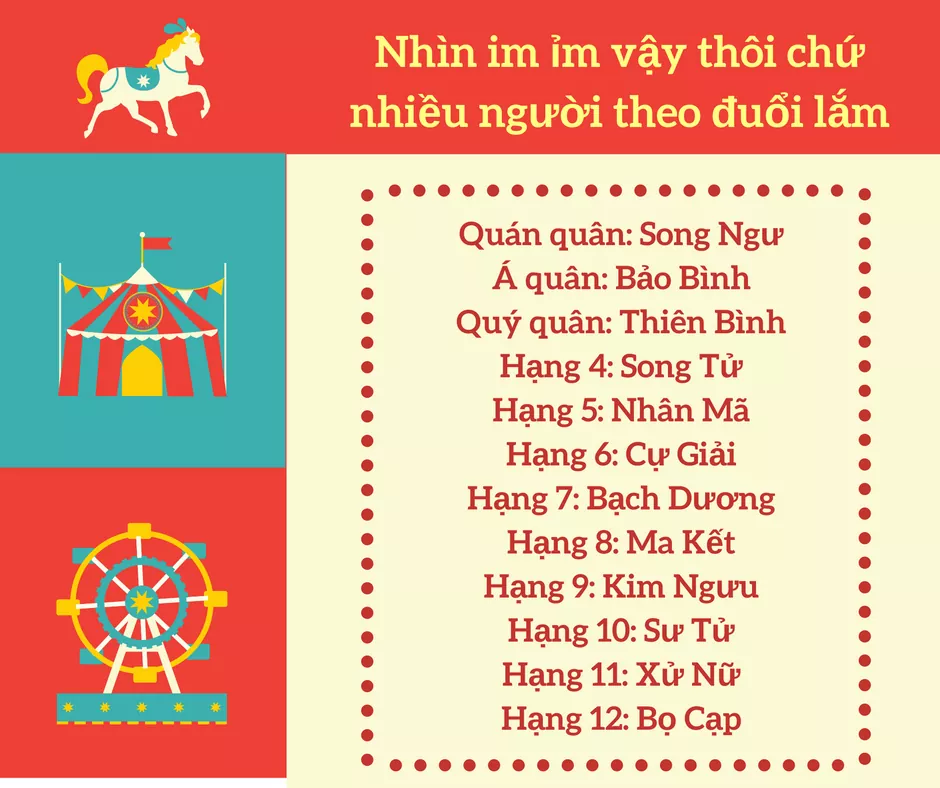 Nhìn im ỉm vậy thôi chứ
nhiều người theo đuổi lắm
Quán quân: Song Ngư
Á quân: Bảo Bình
Quý quân: Thiên Bình
Hạng 4: Song Tử
Hạng 5: Nhân Mã
Hạng 6: Cự Giải
Hạng 7: Bạch Dương
Hạng 8: Ma Kết
Hạng 9: Kim Ngưu
Hạng 10: Sư Tử
Hạng 11: Xử Nữ
Hạng 12: Bọ Cạp